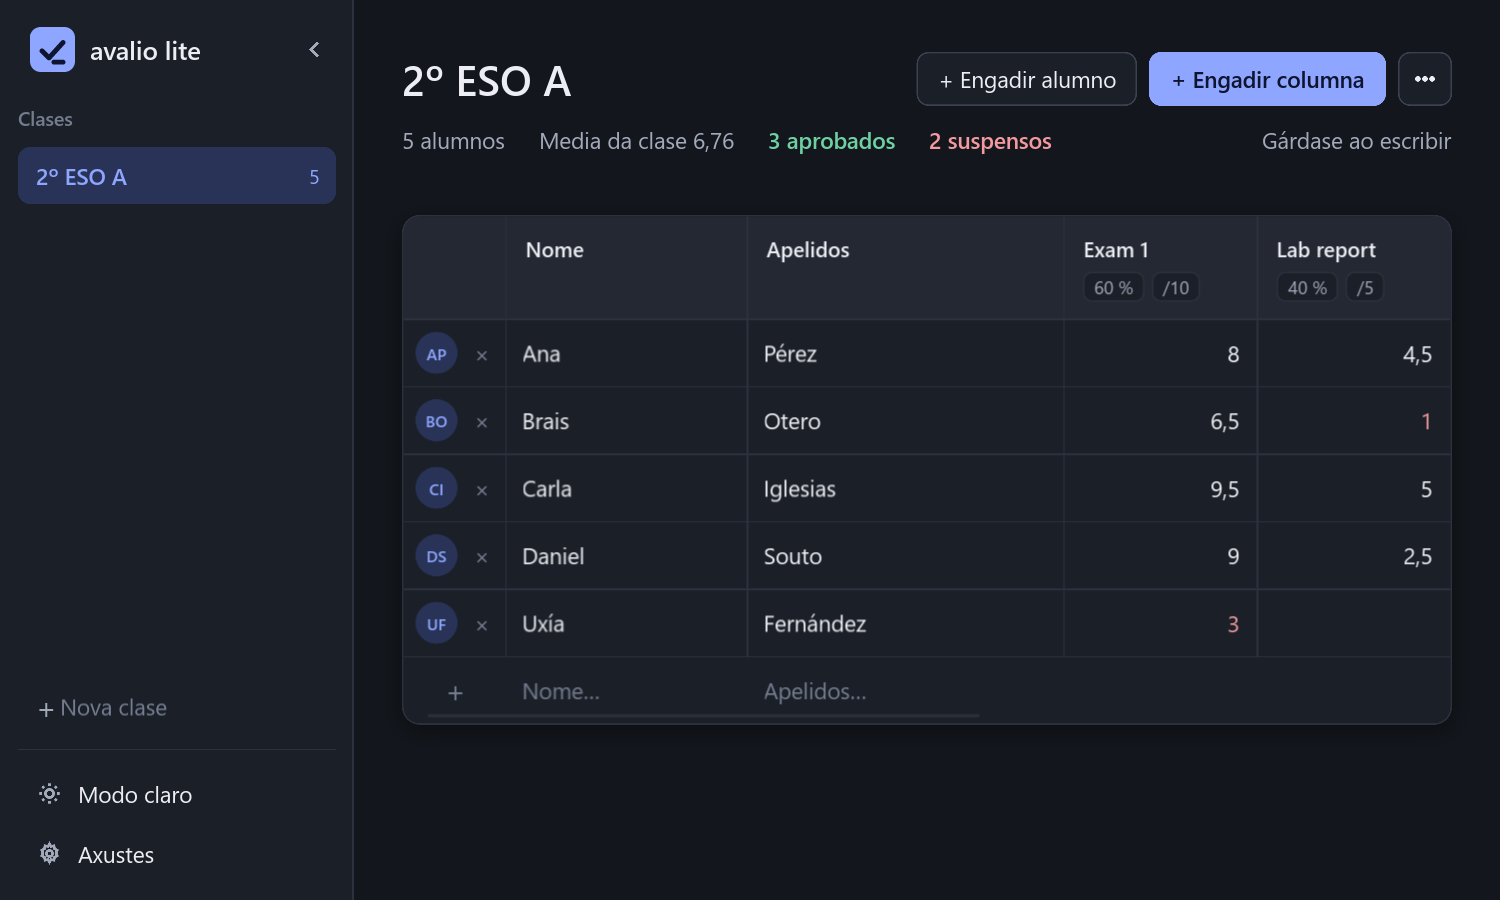 avalio lite
Clases
2º ESO A 5
+ Nova clase
Modo claro
Axustes
2º ESO A
+ Engadir alumno
+ Engadir columna
5 alumnos Media da clase 6,76 3 aprobados 2 suspensos Gárdase ao escribir
Nome Apelidos Exam 1 Lab report
60 % /10 40 % /5
AP × Ana Pérez 8 4,5
BO × Brais Otero 6,5 1
CI × Carla Iglesias 9,5 5
DS × Daniel Souto 9 2,5
UF × Uxía Fernández 3
+ Nome... Apelidos...